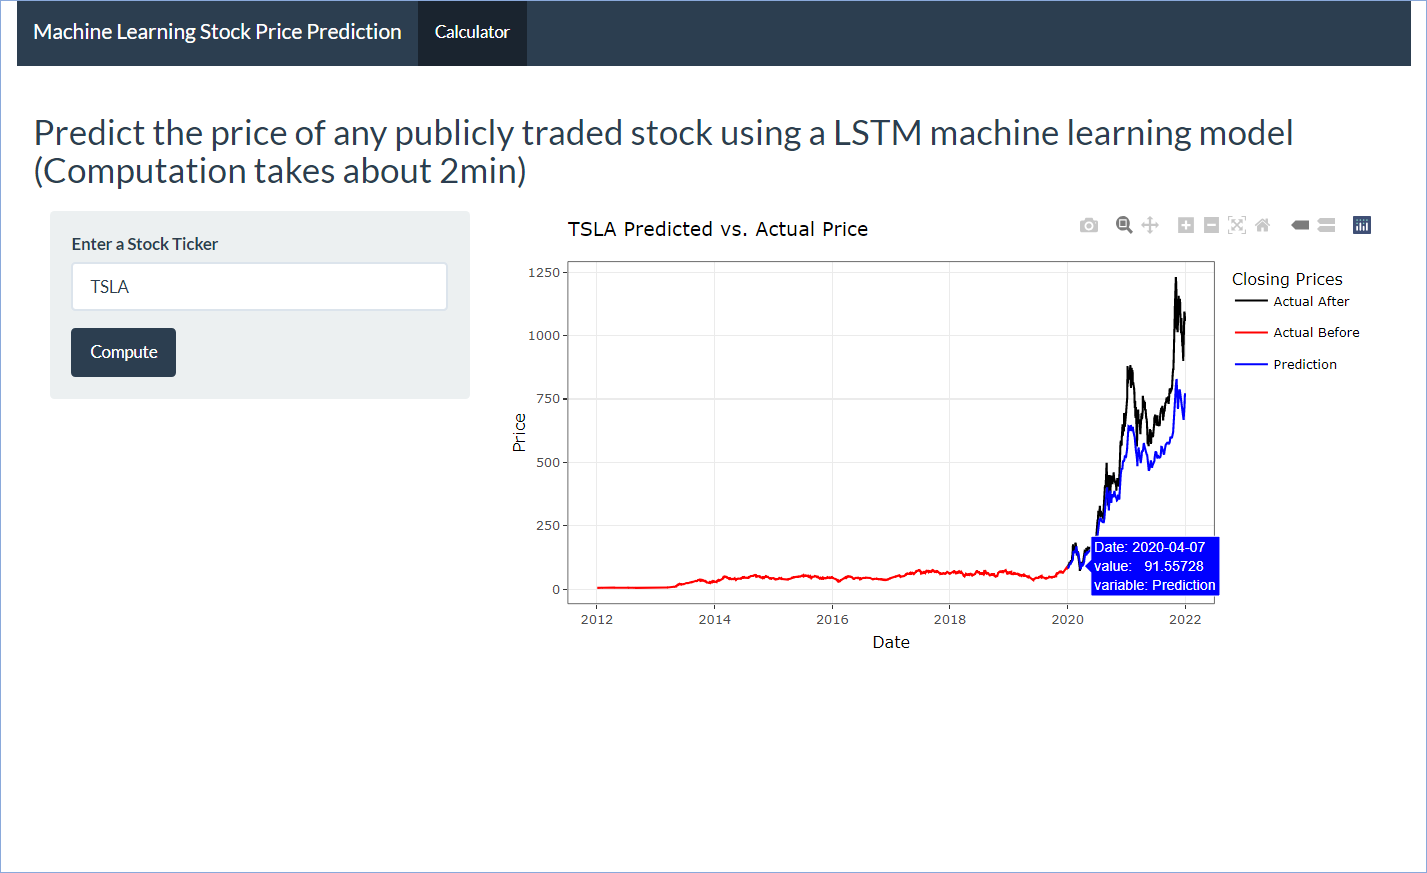 Machine Learning Stock Price Prediction
Calculator
Predict the price of any publicly traded stock using a LSTM machine learning model
(Computation takes about 2min)
Enter a Stock Ticker
TSLA
Compute
TSLA Predicted vs. Actual Price
1250
1000
750
500
250
0
Price
2012
2014
2016
2018
2020
2022
Date
Date: 2020-04-07
value: 91.55728
variable: Prediction
Closing Prices
Actual After
Actual Before
Prediction